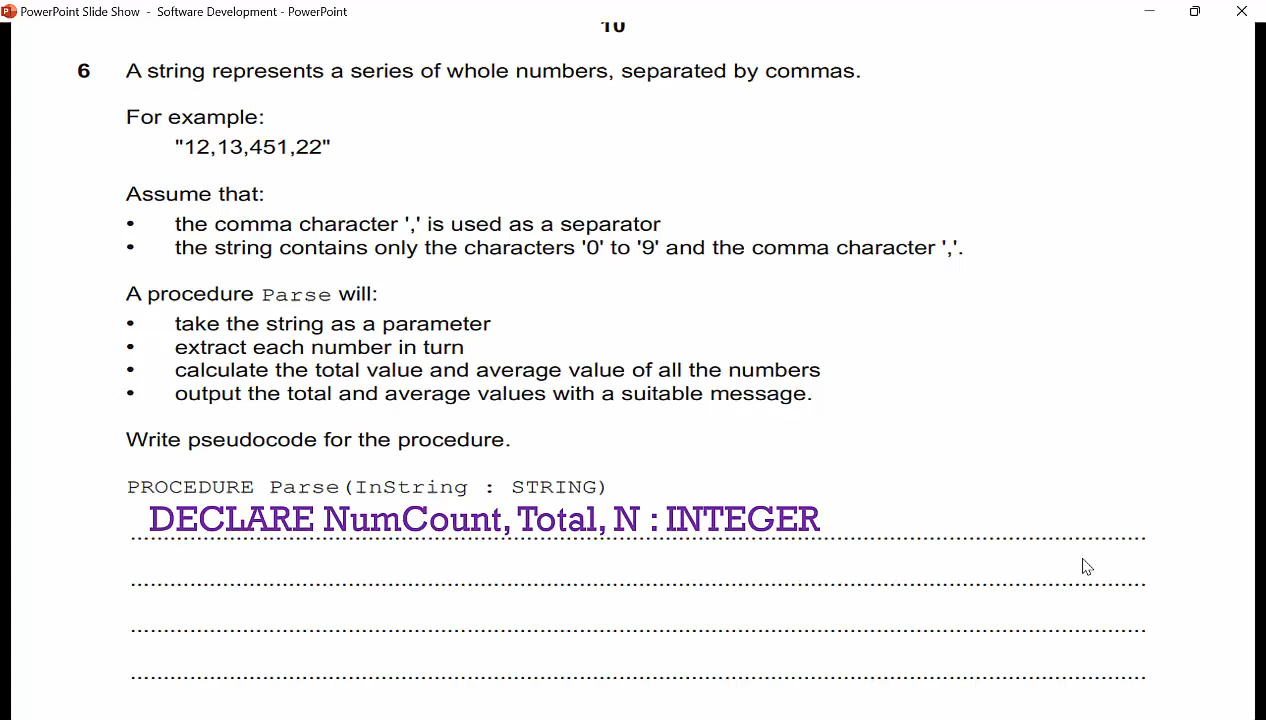 PowerPoint Slide Show - Software Development - PowerPoint
10
6 A string represents a series of whole numbers, separated by commas.
For example:
"12,13,451,22"
Assume that:
• the comma character ',' is used as a separator
• the string contains only the characters '0' to '9' and the comma character ','.
A procedure Parse will:
• take the string as a parameter
• extract each number in turn
• calculate the total value and average value of all the numbers
• output the total and average values with a suitable message.
Write pseudocode for the procedure.
PROCEDURE Parse(InString : STRING)
DECLARE NumCount, Total, N : INTEGER